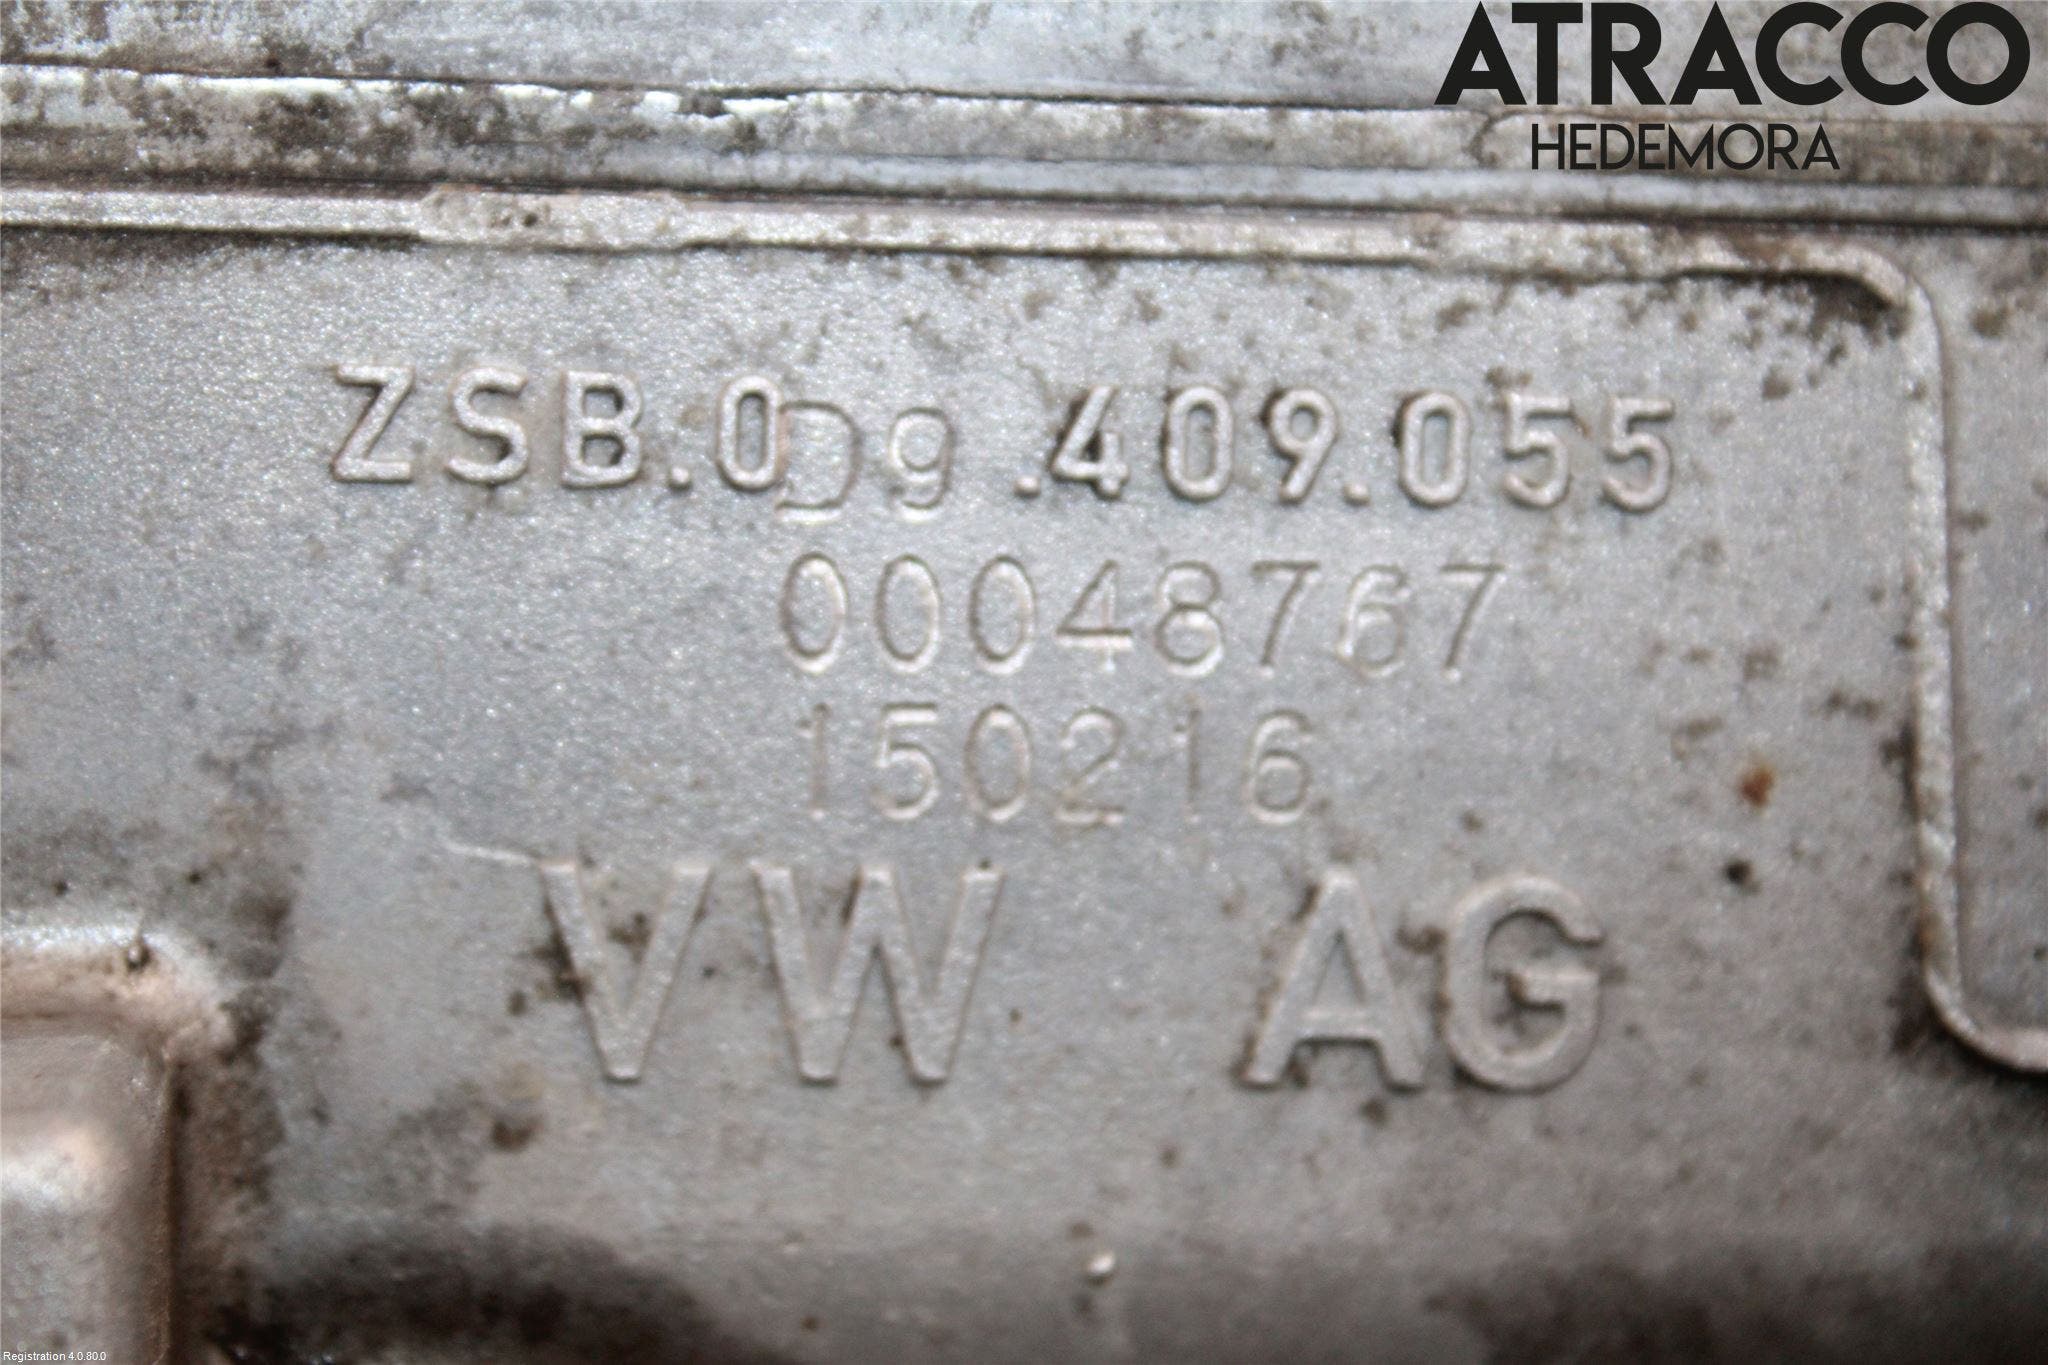 ATRACCO
HEDEMORA
ZSB.0D9.409.055
00048767
150216
VW AG
Registration 4.0.80.0